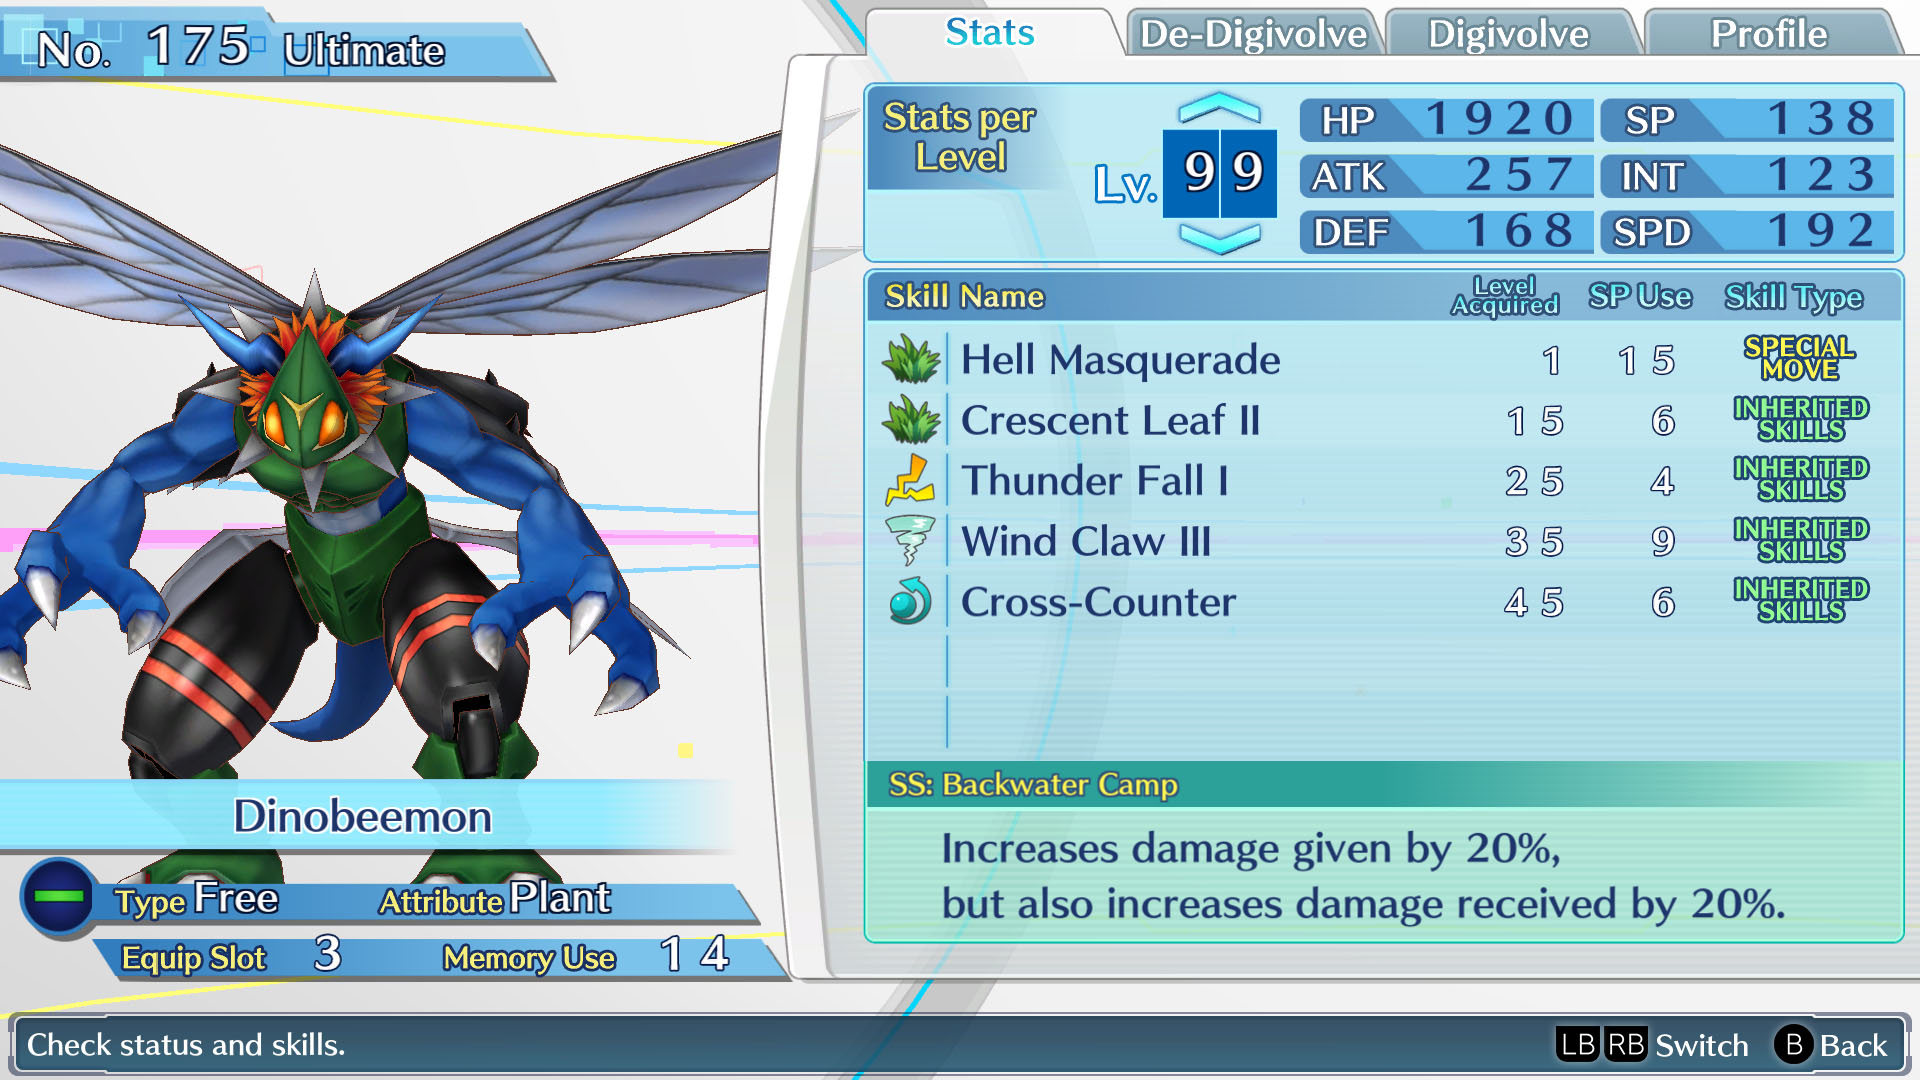 No. 175 Ultimate
Stats De-Digivolve Digivolve Profile
Stats per
Level
Lv. 99
HP 1920 SP 138
ATK 257 INT 123
DEF 168 SPD 192
Skill Name Level Acquired SP Use Skill Type
Hell Masquerade 1 15 SPECIAL MOVE
Crescent Leaf II 15 6 INHERITED SKILLS
Thunder Fall I 25 4 INHERITED SKILLS
Wind Claw III 35 9 INHERITED SKILLS
Cross-Counter 45 6 INHERITED SKILLS
SS: Backwater Camp
Increases damage given by 20%,
but also increases damage received by 20%.
Dinobeemon
Type Free Attribute Plant
Equip Slot 3 Memory Use 14
Check status and skills.
LB RB Switch B Back